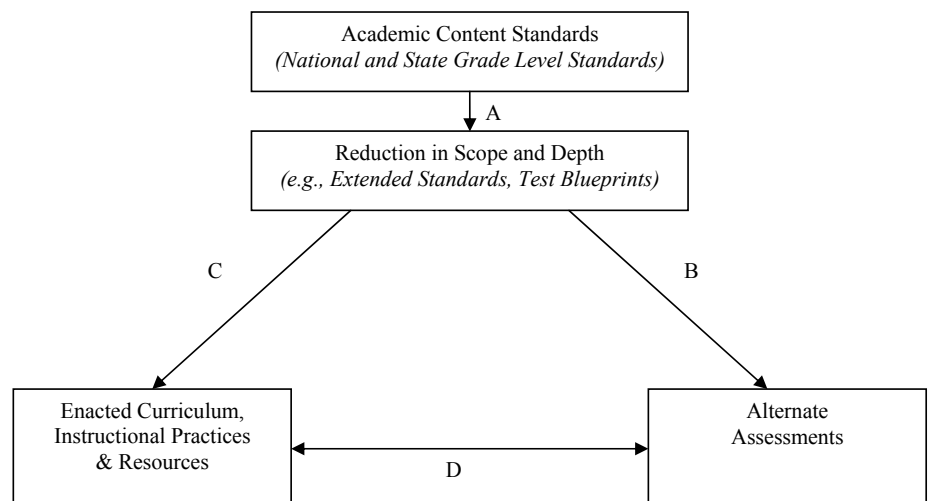 Academic Content Standards
(National and State Grade Level Standards)
A
Reduction in Scope and Depth
(e.g., Extended Standards, Test Blueprints)
C
B
Enacted Curriculum,
Instructional Practices
& Resources
Alternate
Assessments
D